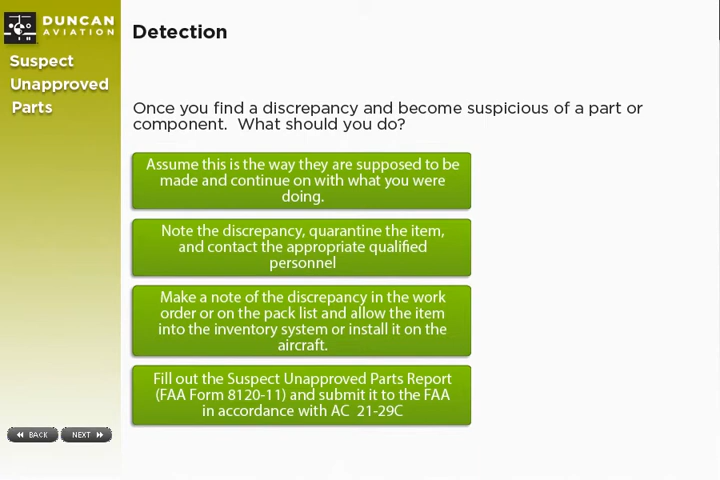 DUNCAN
AVIATION
Suspect
Unapproved
Parts
Detection
Once you find a discrepancy and become suspicious of a part or
component.  What should you do?
Assume this is the way they are supposed to be
made and continue on with what you were
doing.
Note the discrepancy, quarantine the item,
and contact the appropriate qualified
personnel
Make a note of the discrepancy in the work
order or on the pack list and allow the item
into the inventory system or install it on the
aircraft.
Fill out the Suspect Unapproved Parts Report
(FAA Form 8120-11) and submit it to the FAA
in accordance with AC  21-29C
BACK
NEXT